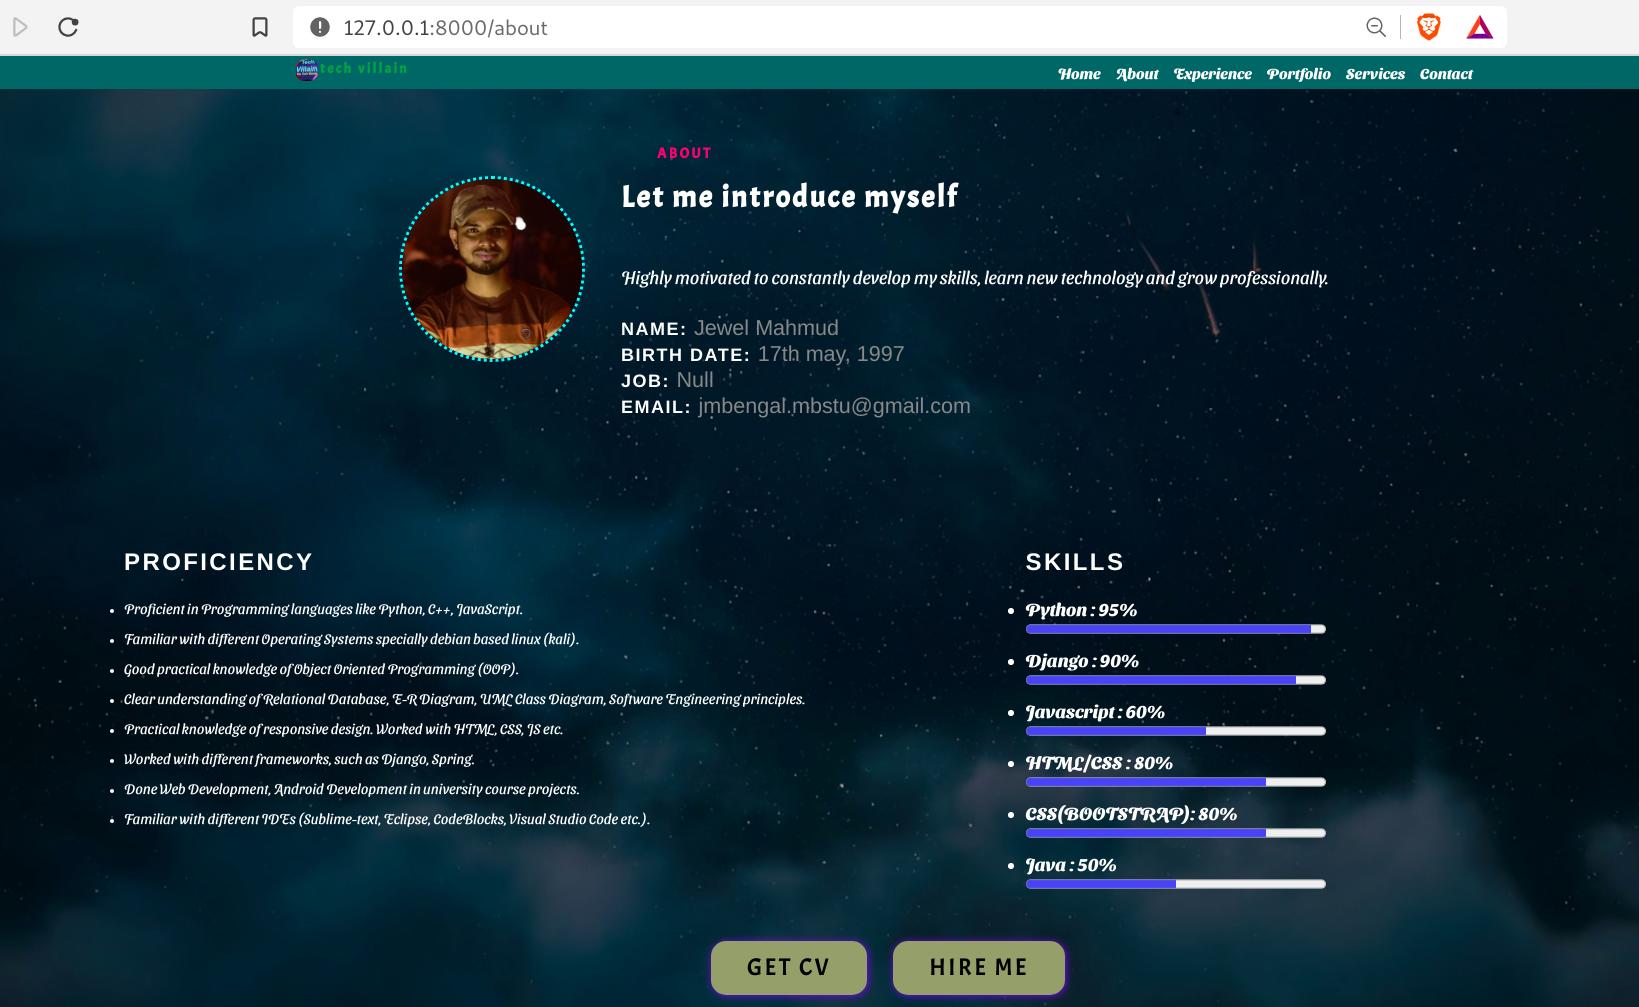 127.0.0.1:8000/about
Tech Villain
tech villain
Home About Experience Portfolio Services Contact
ABOUT
Let me introduce myself
Highly motivated to constantly develop my skills, learn new technology and grow professionally.
NAME: Jewel Mahmud
BIRTH DATE: 17th may, 1997
JOB: Null
EMAIL: jmbengal.mbstu@gmail.com
PROFICIENCY
Proficient in Programming languages like Python, C++, JavaScript.
Familiar with different Operating Systems specially debian based linux (kali).
Good practical knowledge of Object Oriented Programming (OOP).
Clear understanding of Relational Database, E-R Diagram, UML Class Diagram, Software Engineering principles.
Practical knowledge of responsive design. Worked with HTML, CSS, JS etc.
Worked with different frameworks, such as Django, Spring.
Done Web Development, Android Development in university course projects.
Familiar with different IDEs (Sublime-text, Eclipse, CodeBlocks, Visual Studio Code etc.).
SKILLS
Python : 95%
Django : 90%
Javascript : 60%
HTML/CSS : 80%
CSS(BOOTSTRAP): 80%
Java : 50%
GET CV
HIRE ME